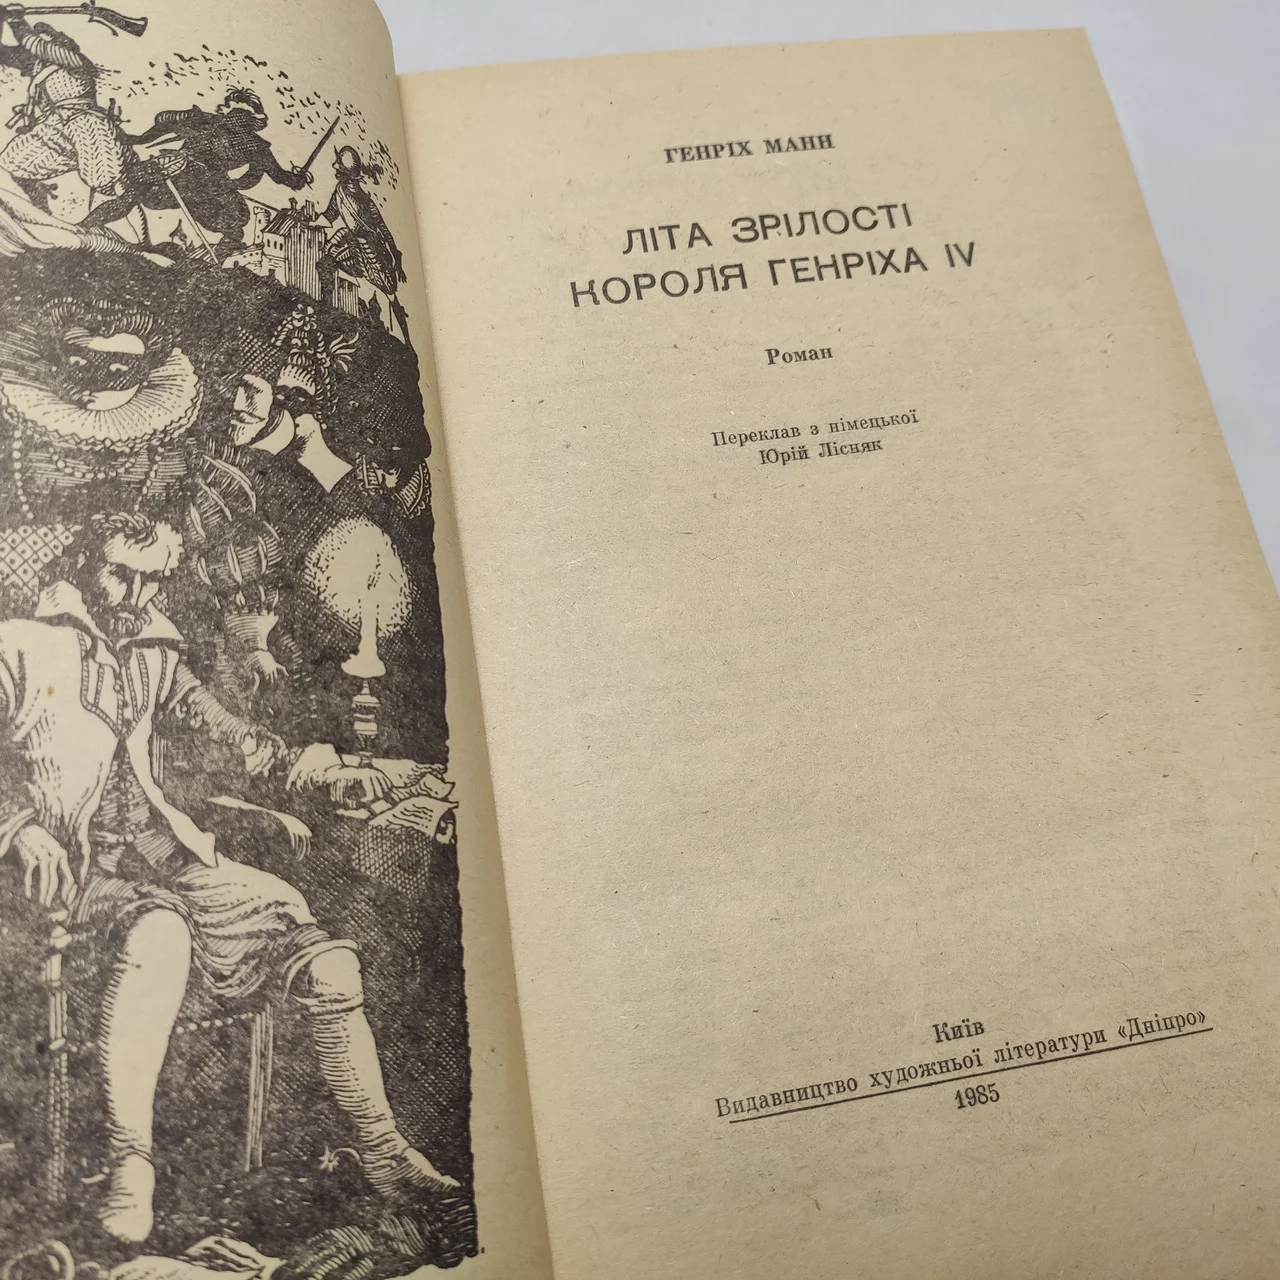 ГЕНРІХ МАНН
ЛІТА ЗРІЛОСТІ
КОРОЛЯ ГЕНРІХА IV
Роман
Переклав з німецької
Юрій Лісняк
Київ
Видавництво художньої літератури «Дніпро»
1985